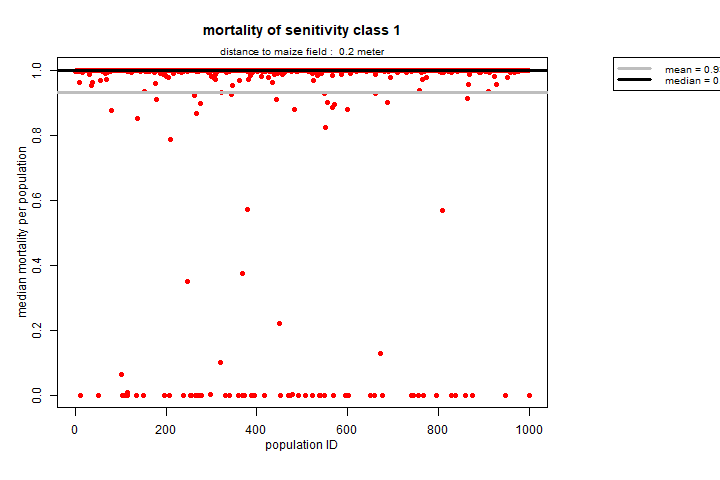 mortality of senitivity class 1
distance to maize field :  0.2 meter
mean = 0.9
median = 0
median mortality per population
1.0
0.8
0.6
0.4
0.2
0.0
0 200 400 600 800 1000
population ID